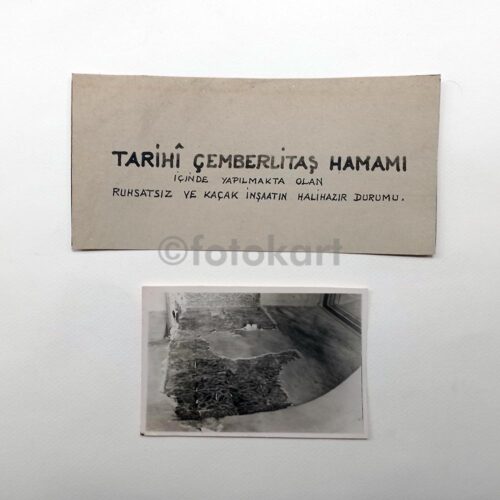 TARİHÎ ÇEMBERLİTAŞ HAMAMI
İÇİNDE YAPILMAKTA OLAN
RUHSATSIZ VE KAÇAK İNŞAATIN HALİHAZIR DURUMU.
©fotokart